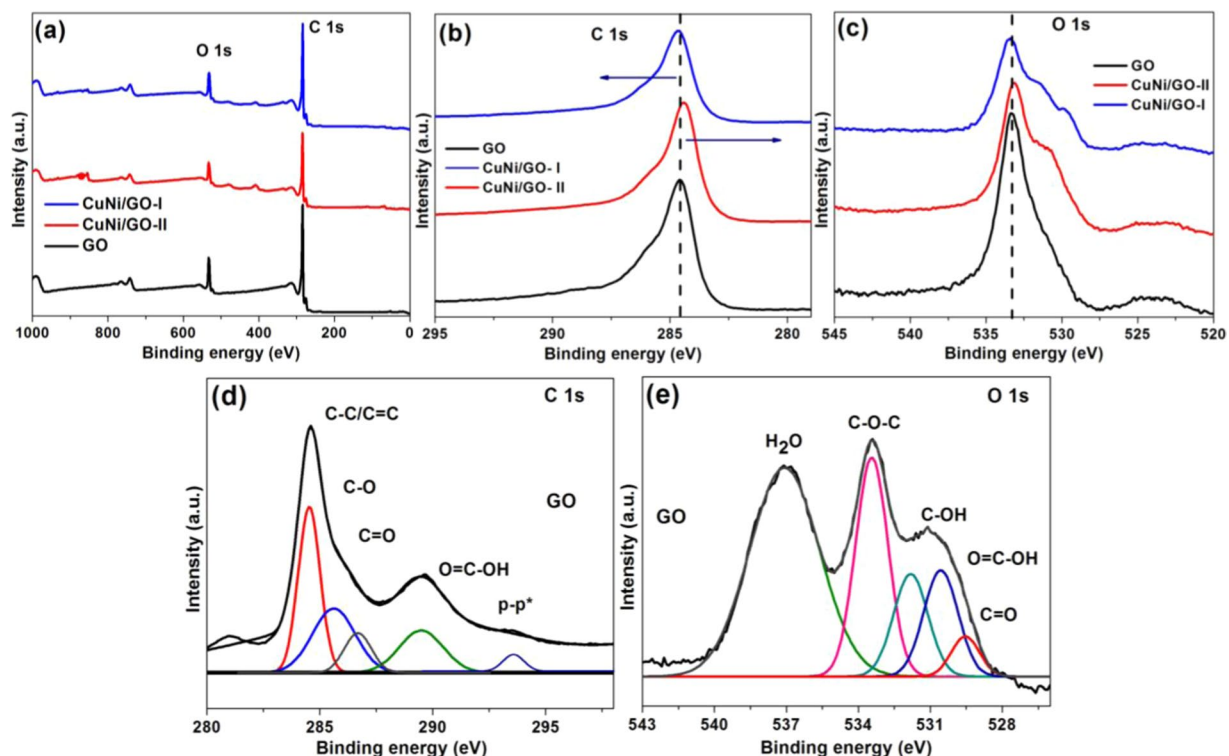 (a)
C 1s
O 1s
CuNi/GO-I
CuNi/GO-II
GO
Intensity (a.u.)
1000 800 600 400 200 0
Binding energy (eV)
(b)
C 1s
GO
CuNi/GO- I
CuNi/GO- II
Intensity (a.u.)
295 290 285 280
Binding energy (eV)
(c)
O 1s
GO
CuNi/GO-II
CuNi/GO-I
Intensity (a.u.)
545 540 535 530 525 520
Binding energy (eV)
(d)
C 1s
C-C/C=C
C-O
GO
C=O
O=C-OH
p-p*
Intensity (a.u.)
280 285 290 295
Binding energy (eV)
(e)
O 1s
C-O-C
H2O
C-OH
GO
O=C-OH
C=O
Intensity (a.u.)
543 540 537 534 531 528
Binding energy (eV)